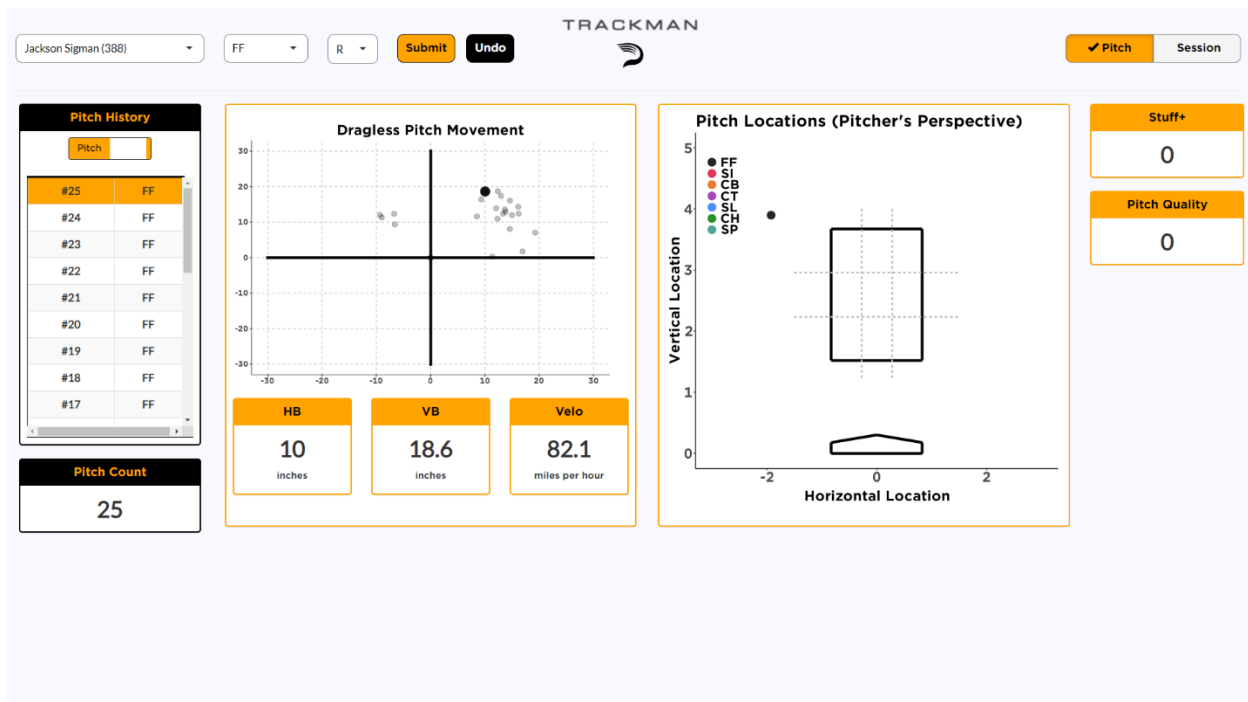 TRACKMAN
Jackson Sigman (388)
FF
R
Submit
Undo
✔ Pitch
Session
Pitch History
Pitch
#25 FF
#24 FF
#23 FF
#22 FF
#21 FF
#20 FF
#19 FF
#18 FF
#17 FF
Pitch Count
25
Dragless Pitch Movement
30
20
10
0
-10
-20
-30
-30 -20 -10 0 10 20 30
HB
10
inches
VB
18.6
inches
Velo
82.1
miles per hour
Pitch Locations (Pitcher's Perspective)
FF
SI
CB
CT
SL
CH
SP
Vertical Location
5
4
3
2
1
0
-2 0 2
Horizontal Location
Stuff+
0
Pitch Quality
0